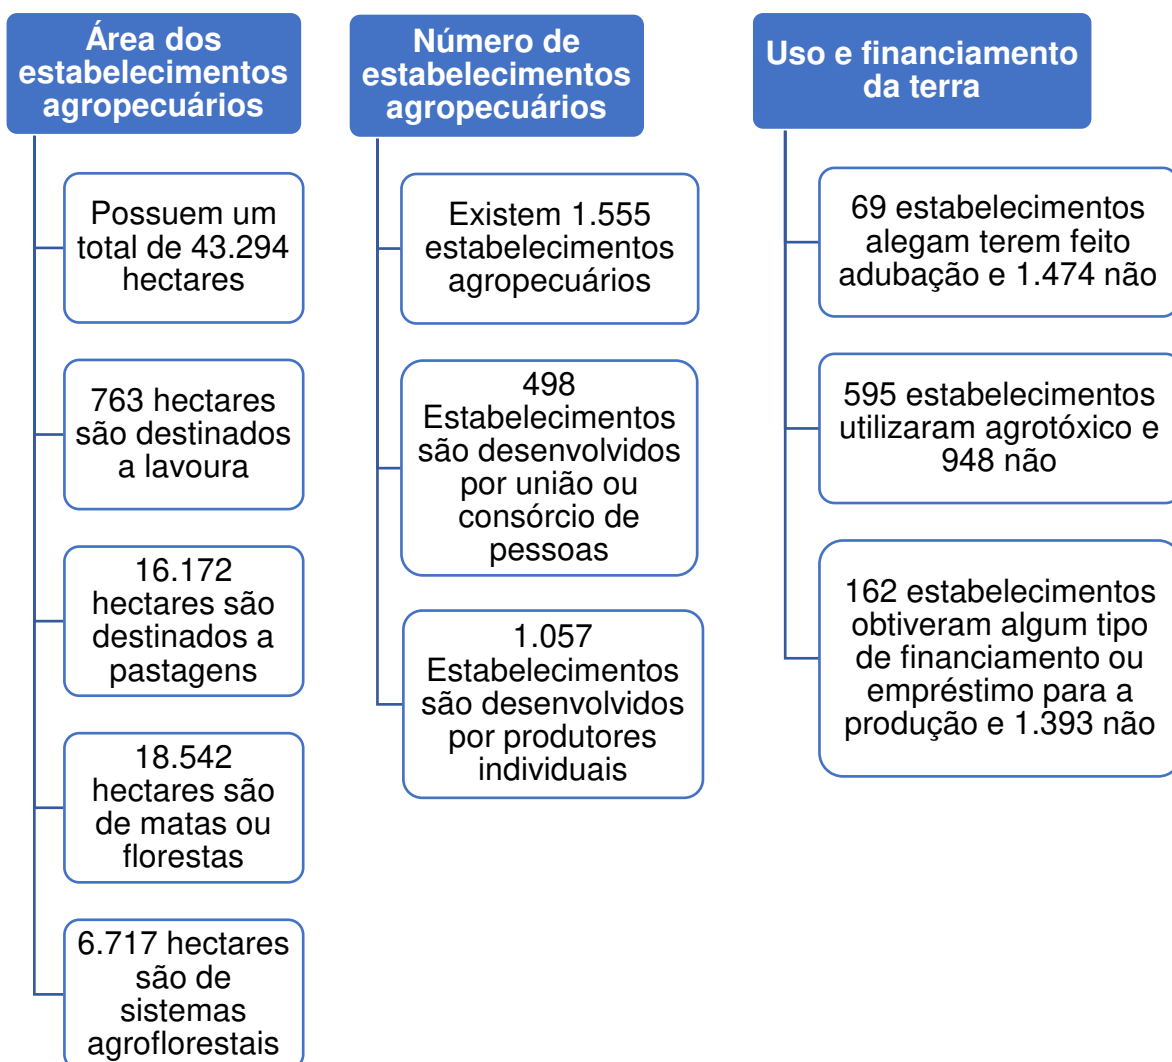 Área dos
estabelecimentos
agropecuários
Possuem um
total de 43.294
hectares
763 hectares
são destinados
a lavoura
16.172
hectares são
destinados a
pastagens
18.542
hectares são
de matas ou
florestas
6.717 hectares
são de
sistemas
agroflorestais
Número de
estabelecimentos
agropecuários
Existem 1.555
estabelecimentos
agropecuários
498
Estabelecimentos
são desenvolvidos
por união ou
consórcio de
pessoas
1.057
Estabelecimentos
são desenvolvidos
por produtores
individuais
Uso e financiamento
da terra
69 estabelecimentos
alegam terem feito
adubação e 1.474 não
595 estabelecimentos
utilizaram agrotóxico e
948 não
162 estabelecimentos
obtiveram algum tipo
de financiamento ou
empréstimo para a
produção e 1.393 não